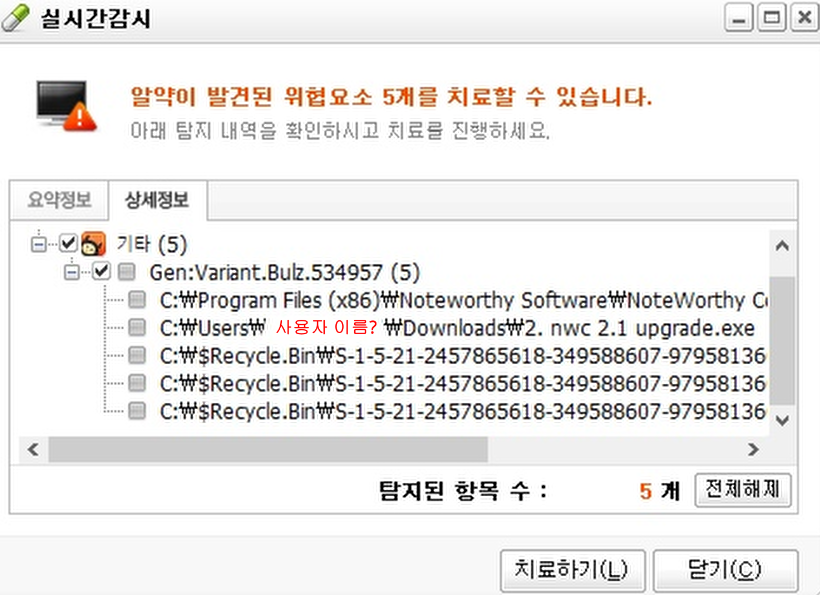 실시간감시
알약이 발견된 위협요소 5개를 치료할 수 있습니다.
아래 탐지 내역을 확인하시고 치료를 진행하세요.
요약정보 상세정보
기타 (5)
Gen:Variant.Bulz.534957 (5)
C:₩Program Files (x86)₩Noteworthy Software₩NoteWorthy Co
C:₩Users₩ 사용자 이름? ₩Downloads₩2. nwc 2.1 upgrade.exe
C:₩$Recycle.Bin₩S-1-5-21-2457865618-349588607-97958136
C:₩$Recycle.Bin₩S-1-5-21-2457865618-349588607-97958136
C:₩$Recycle.Bin₩S-1-5-21-2457865618-349588607-97958136
탐지된 항목 수 : 5 개 전체해제
치료하기(L) 닫기(C)